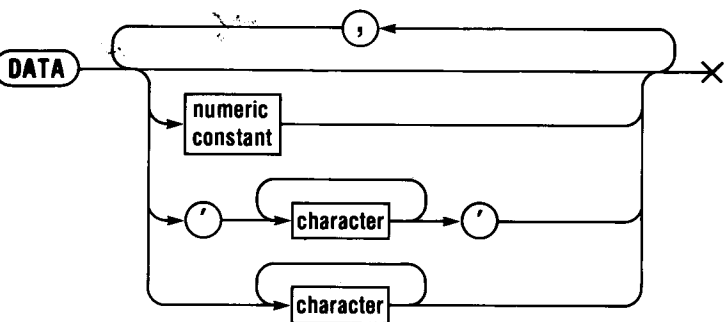 ,
DATA
numeric
constant
' character '
character